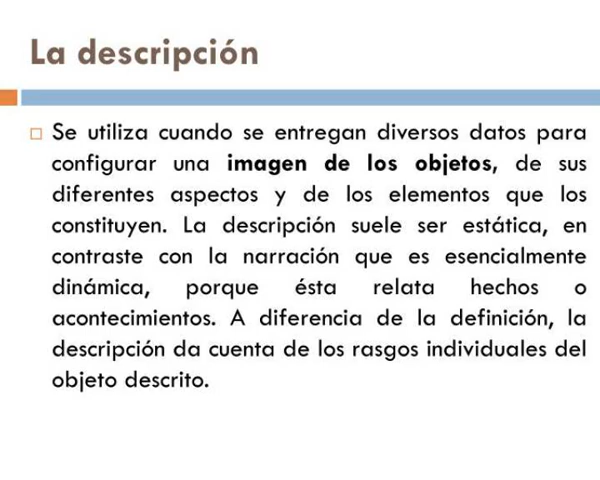 La descripción
Se utiliza cuando se entregan diversos datos para
configurar una imagen de los objetos, de sus
diferentes aspectos y de los elementos que los
constituyen. La descripción suele ser estática, en
contraste con la narración que es esencialmente
dinámica, porque ésta relata hechos o
acontecimientos. A diferencia de la definición, la
descripción da cuenta de los rasgos individuales del
objeto descrito.